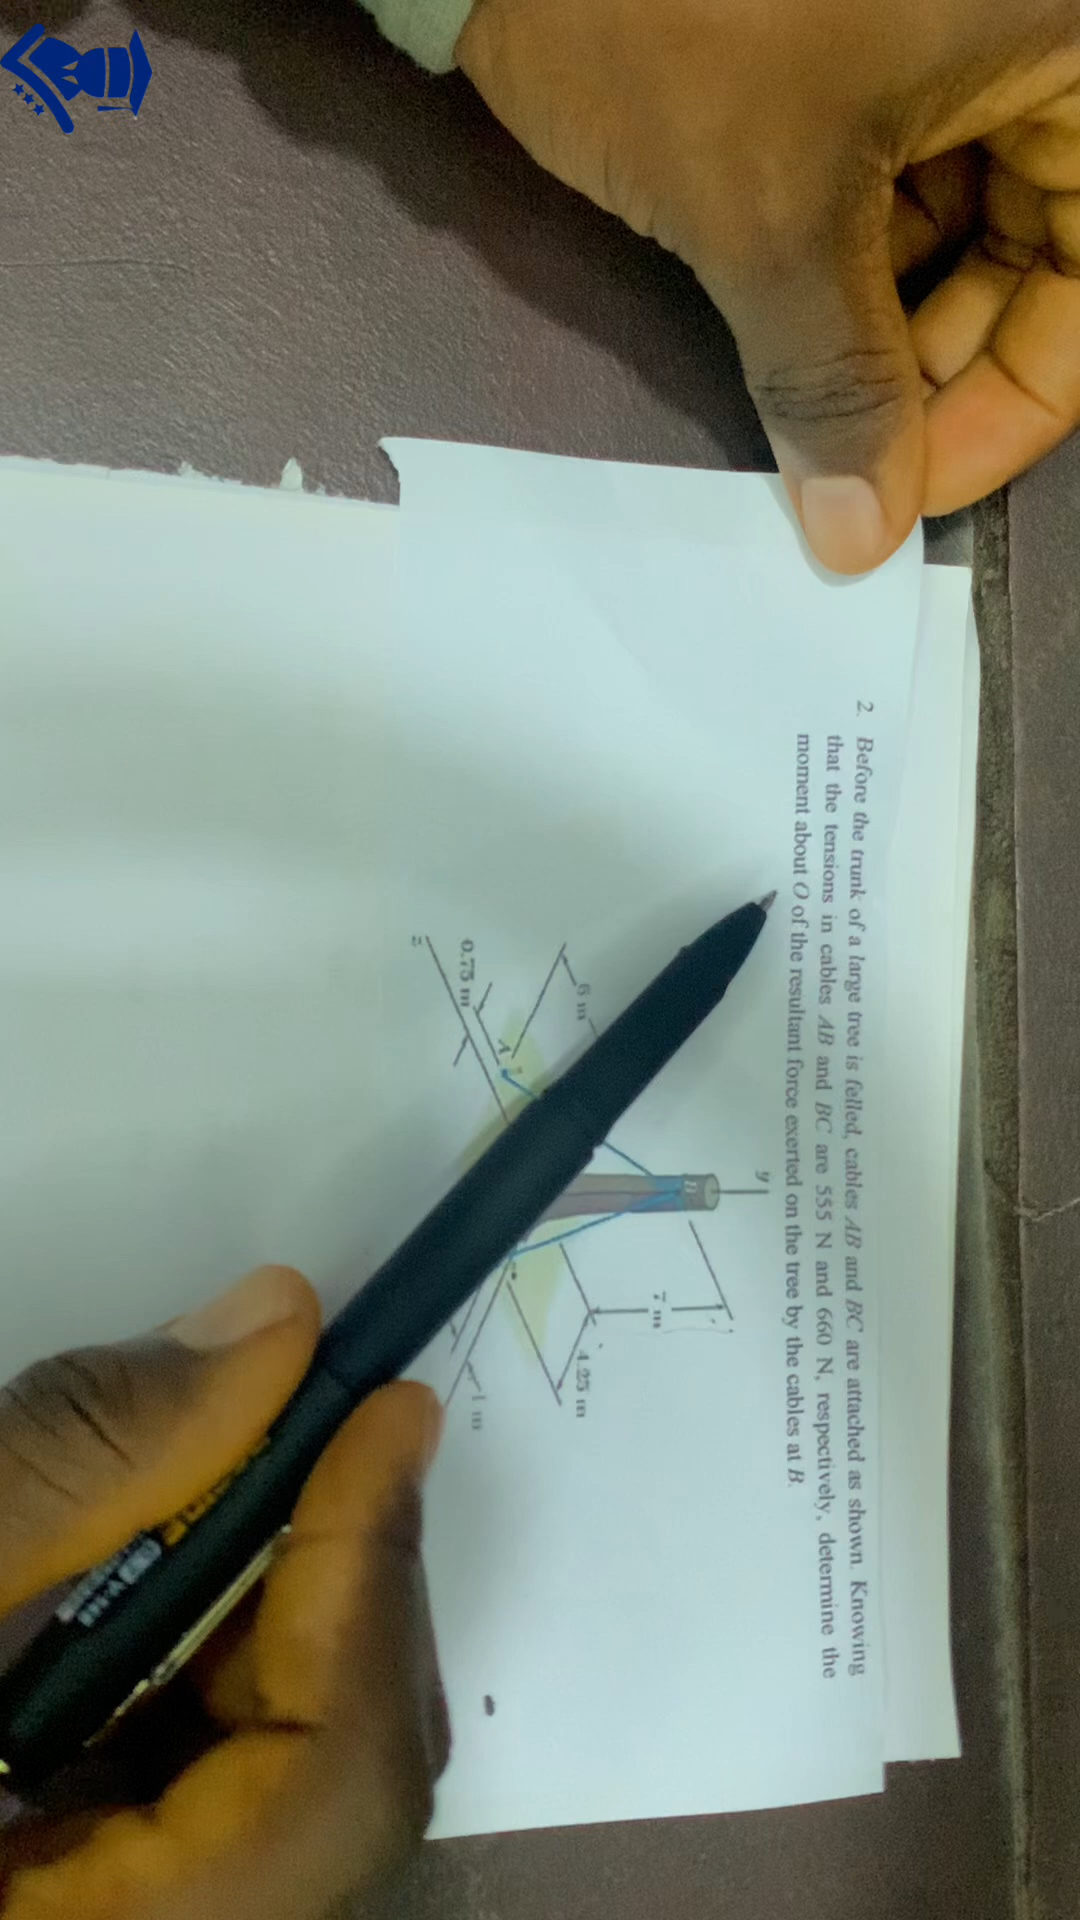 2. Before the trunk of a large tree is felled, cables AB and BC are attached as shown. Knowing
that the tensions in cables AB and BC are 555 N and 660 N, respectively, determine the
moment about O of the resultant force exerted on the tree by the cables at B.
y
B
7 m
6 m
4.25 m
A
C
0.75 m
1 m
z